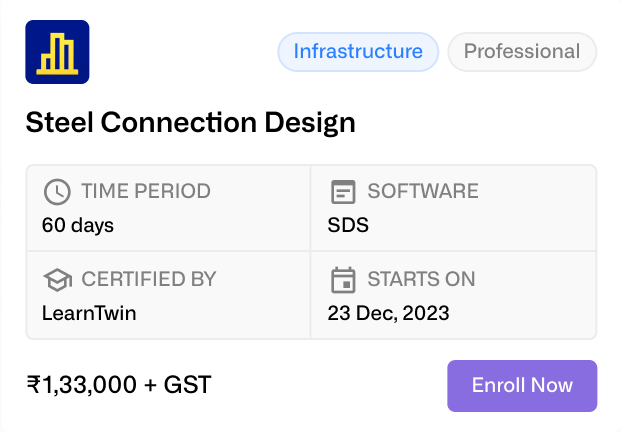 Infrastructure
Professional
Steel Connection Design
TIME PERIOD
60 days
SOFTWARE
SDS
CERTIFIED BY
LearnTwin
STARTS ON
23 Dec, 2023
₹1,33,000 + GST
Enroll Now